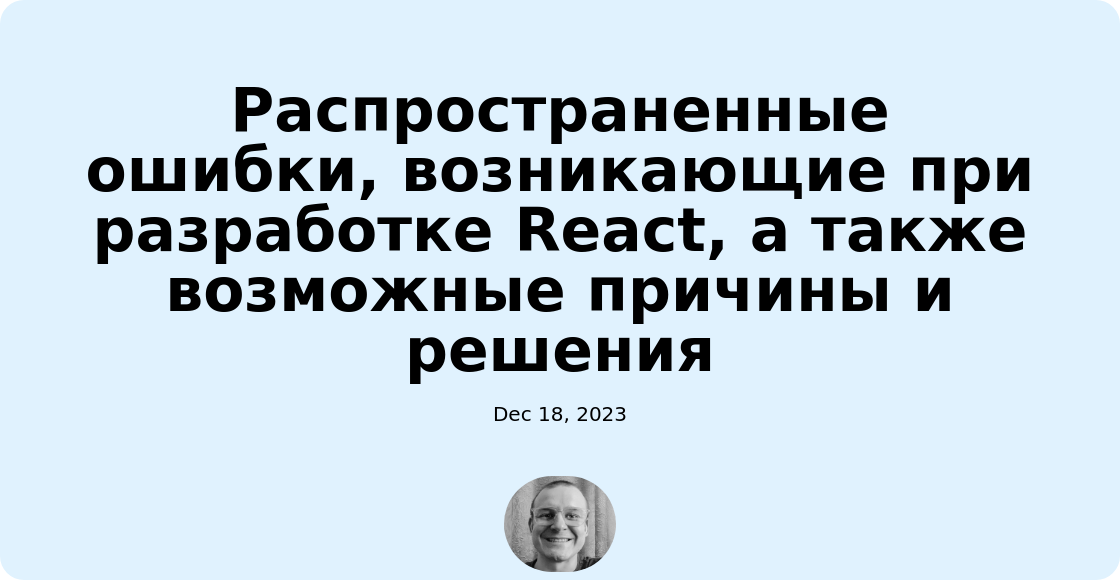 Распространенные
ошибки, возникающие при
разработке React, а также
возможные причины и
решения
Dec 18, 2023